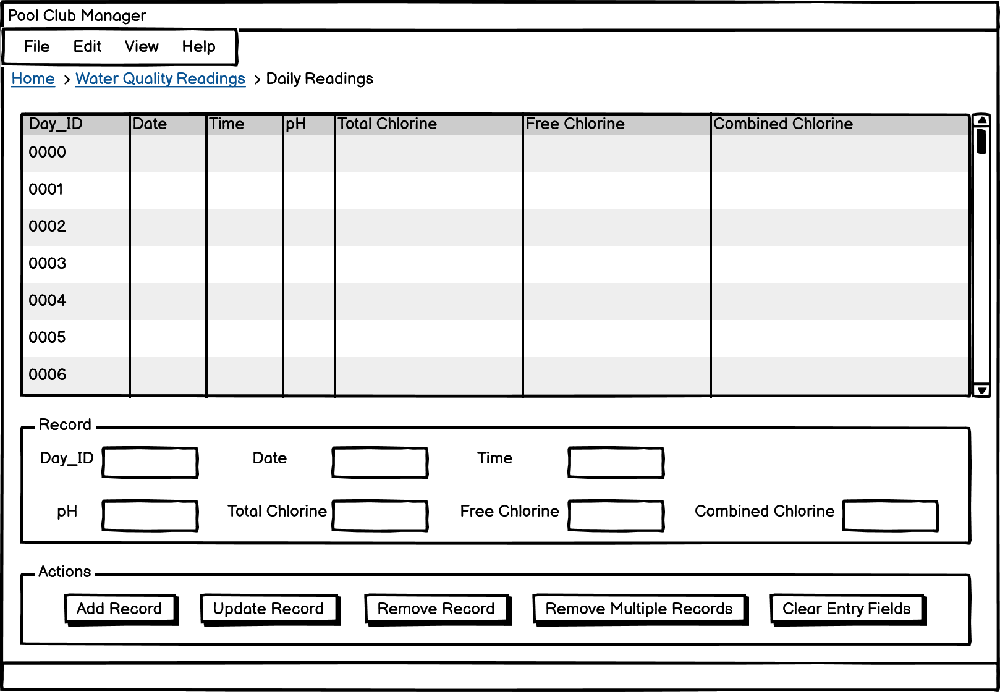 Pool Club Manager
File Edit View Help
Home > Water Quality Readings > Daily Readings
Day_ID Date Time pH Total Chlorine Free Chlorine Combined Chlorine
0000
0001
0002
0003
0004
0005
0006
Record
Day_ID Date Time
pH Total Chlorine Free Chlorine Combined Chlorine
Actions
Add Record Update Record Remove Record Remove Multiple Records Clear Entry Fields